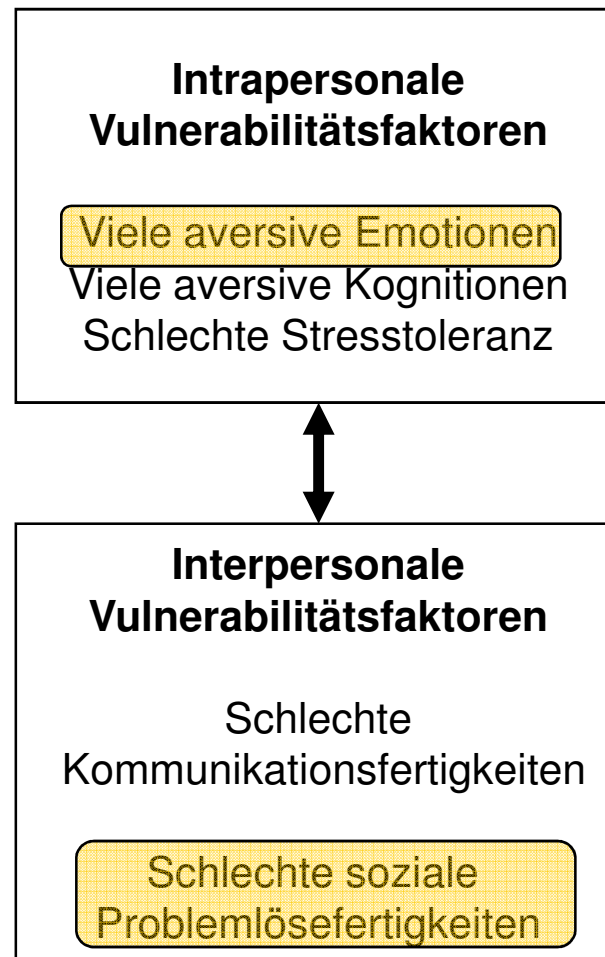 Intrapersonale
Vulnerabilitätsfaktoren
Viele aversive Emotionen
Viele aversive Kognitionen
Schlechte Stresstoleranz
Interpersonale
Vulnerabilitätsfaktoren
Schlechte
Kommunikationsfertigkeiten
Schlechte soziale
Problemlösefertigkeiten